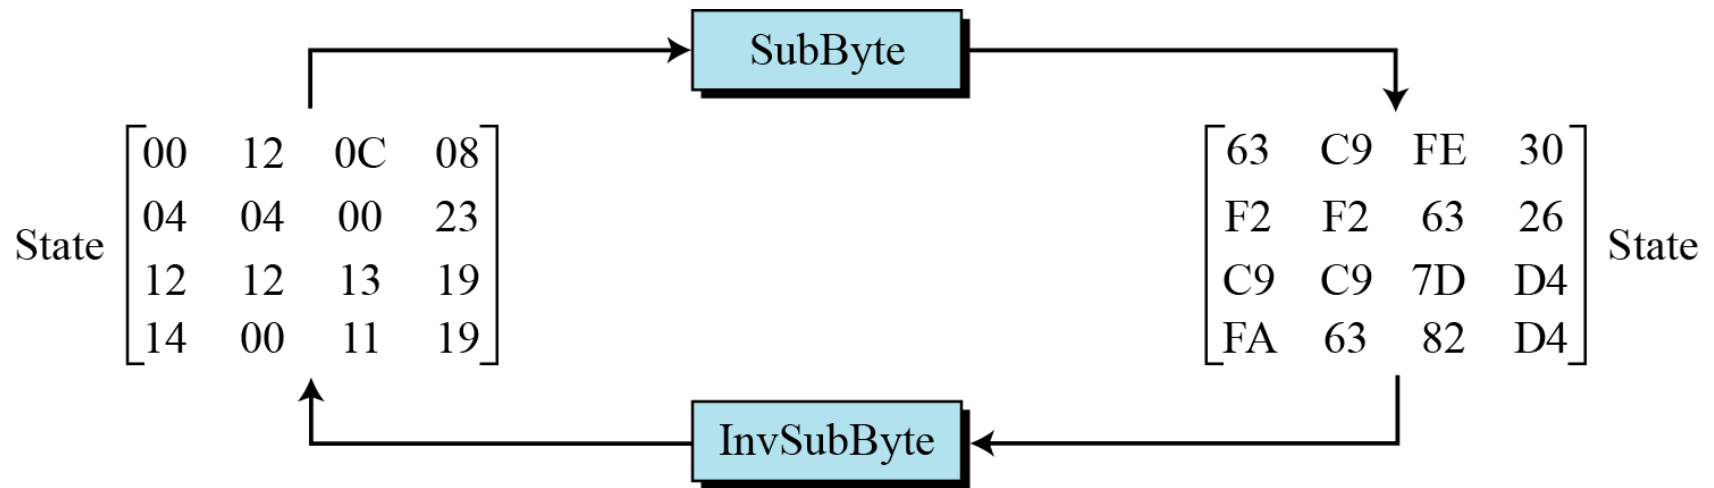 SubByte
00 12 0C 08 63 C9 FE 30
04 04 00 23 F2 F2 63 26
State State
12 12 13 19 C9 C9 7D D4
14 00 11 19 FA 63 82 D4
InvSubByte